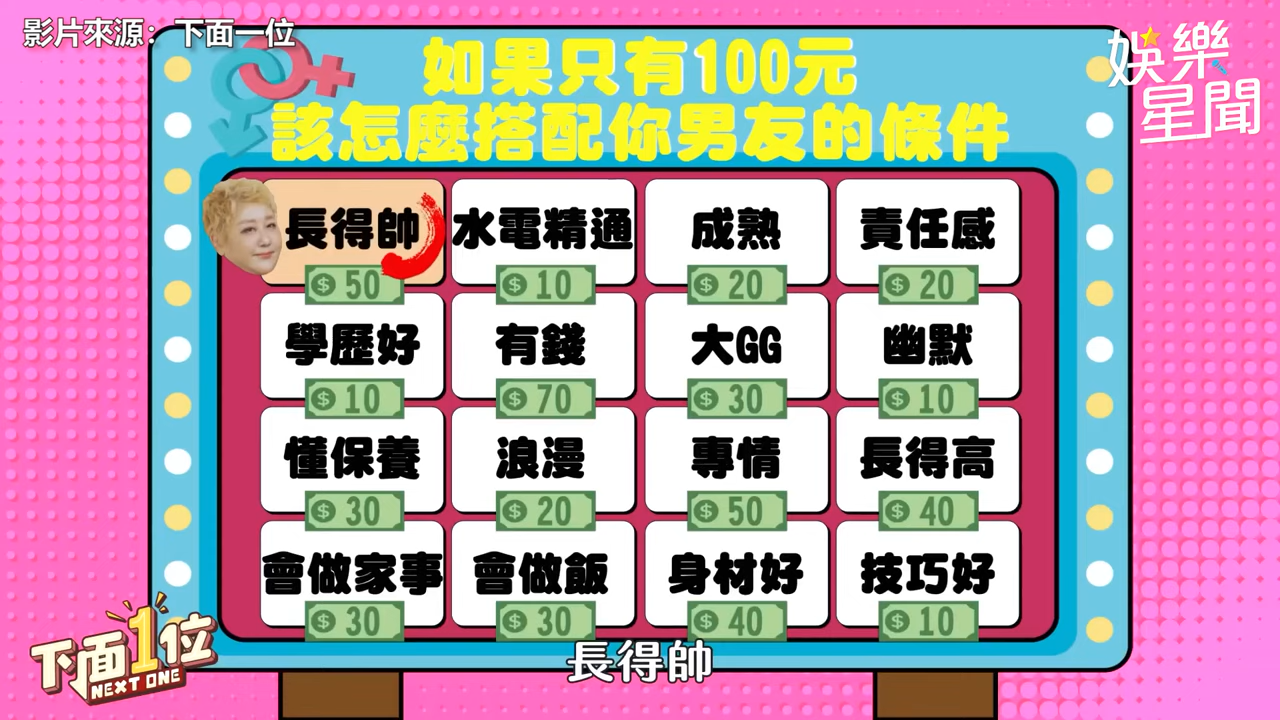 影片來源：下面一位
娛樂星聞
如果只有100元
該怎麼搭配你男友的條件
長得帥 水電精通 成熟 責任感
$50 $10 $20 $20
學歷好 有錢 大GG 幽默
$10 $70 $30 $10
懂保養 浪漫 專情 長得高
$30 $20 $50 $40
會做家事 會做飯 身材好 技巧好
$30 $30 $40 $10
下面1位
NEXT ONE
長得帥